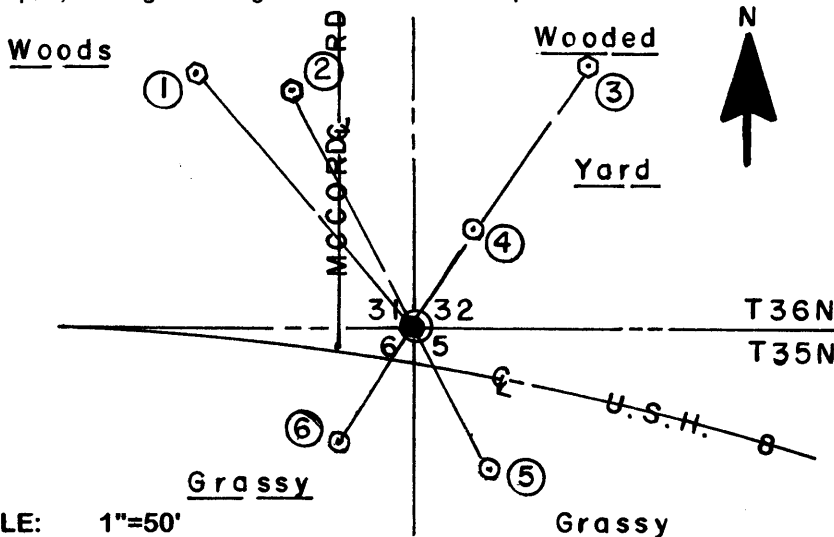 N
Woods
Wooded
1
2
3
MCCORD RD
℄
Yard
4
31 32
T36N
6 5
T35N
℄ U.S.H. 8
6
5
Grassy
LE: 1"=50'
Grassy